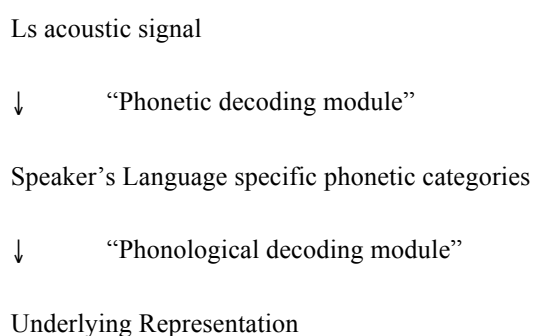 Ls acoustic signal
↓ “Phonetic decoding module”
Speaker’s Language specific phonetic categories
↓ “Phonological decoding module”
Underlying Representation